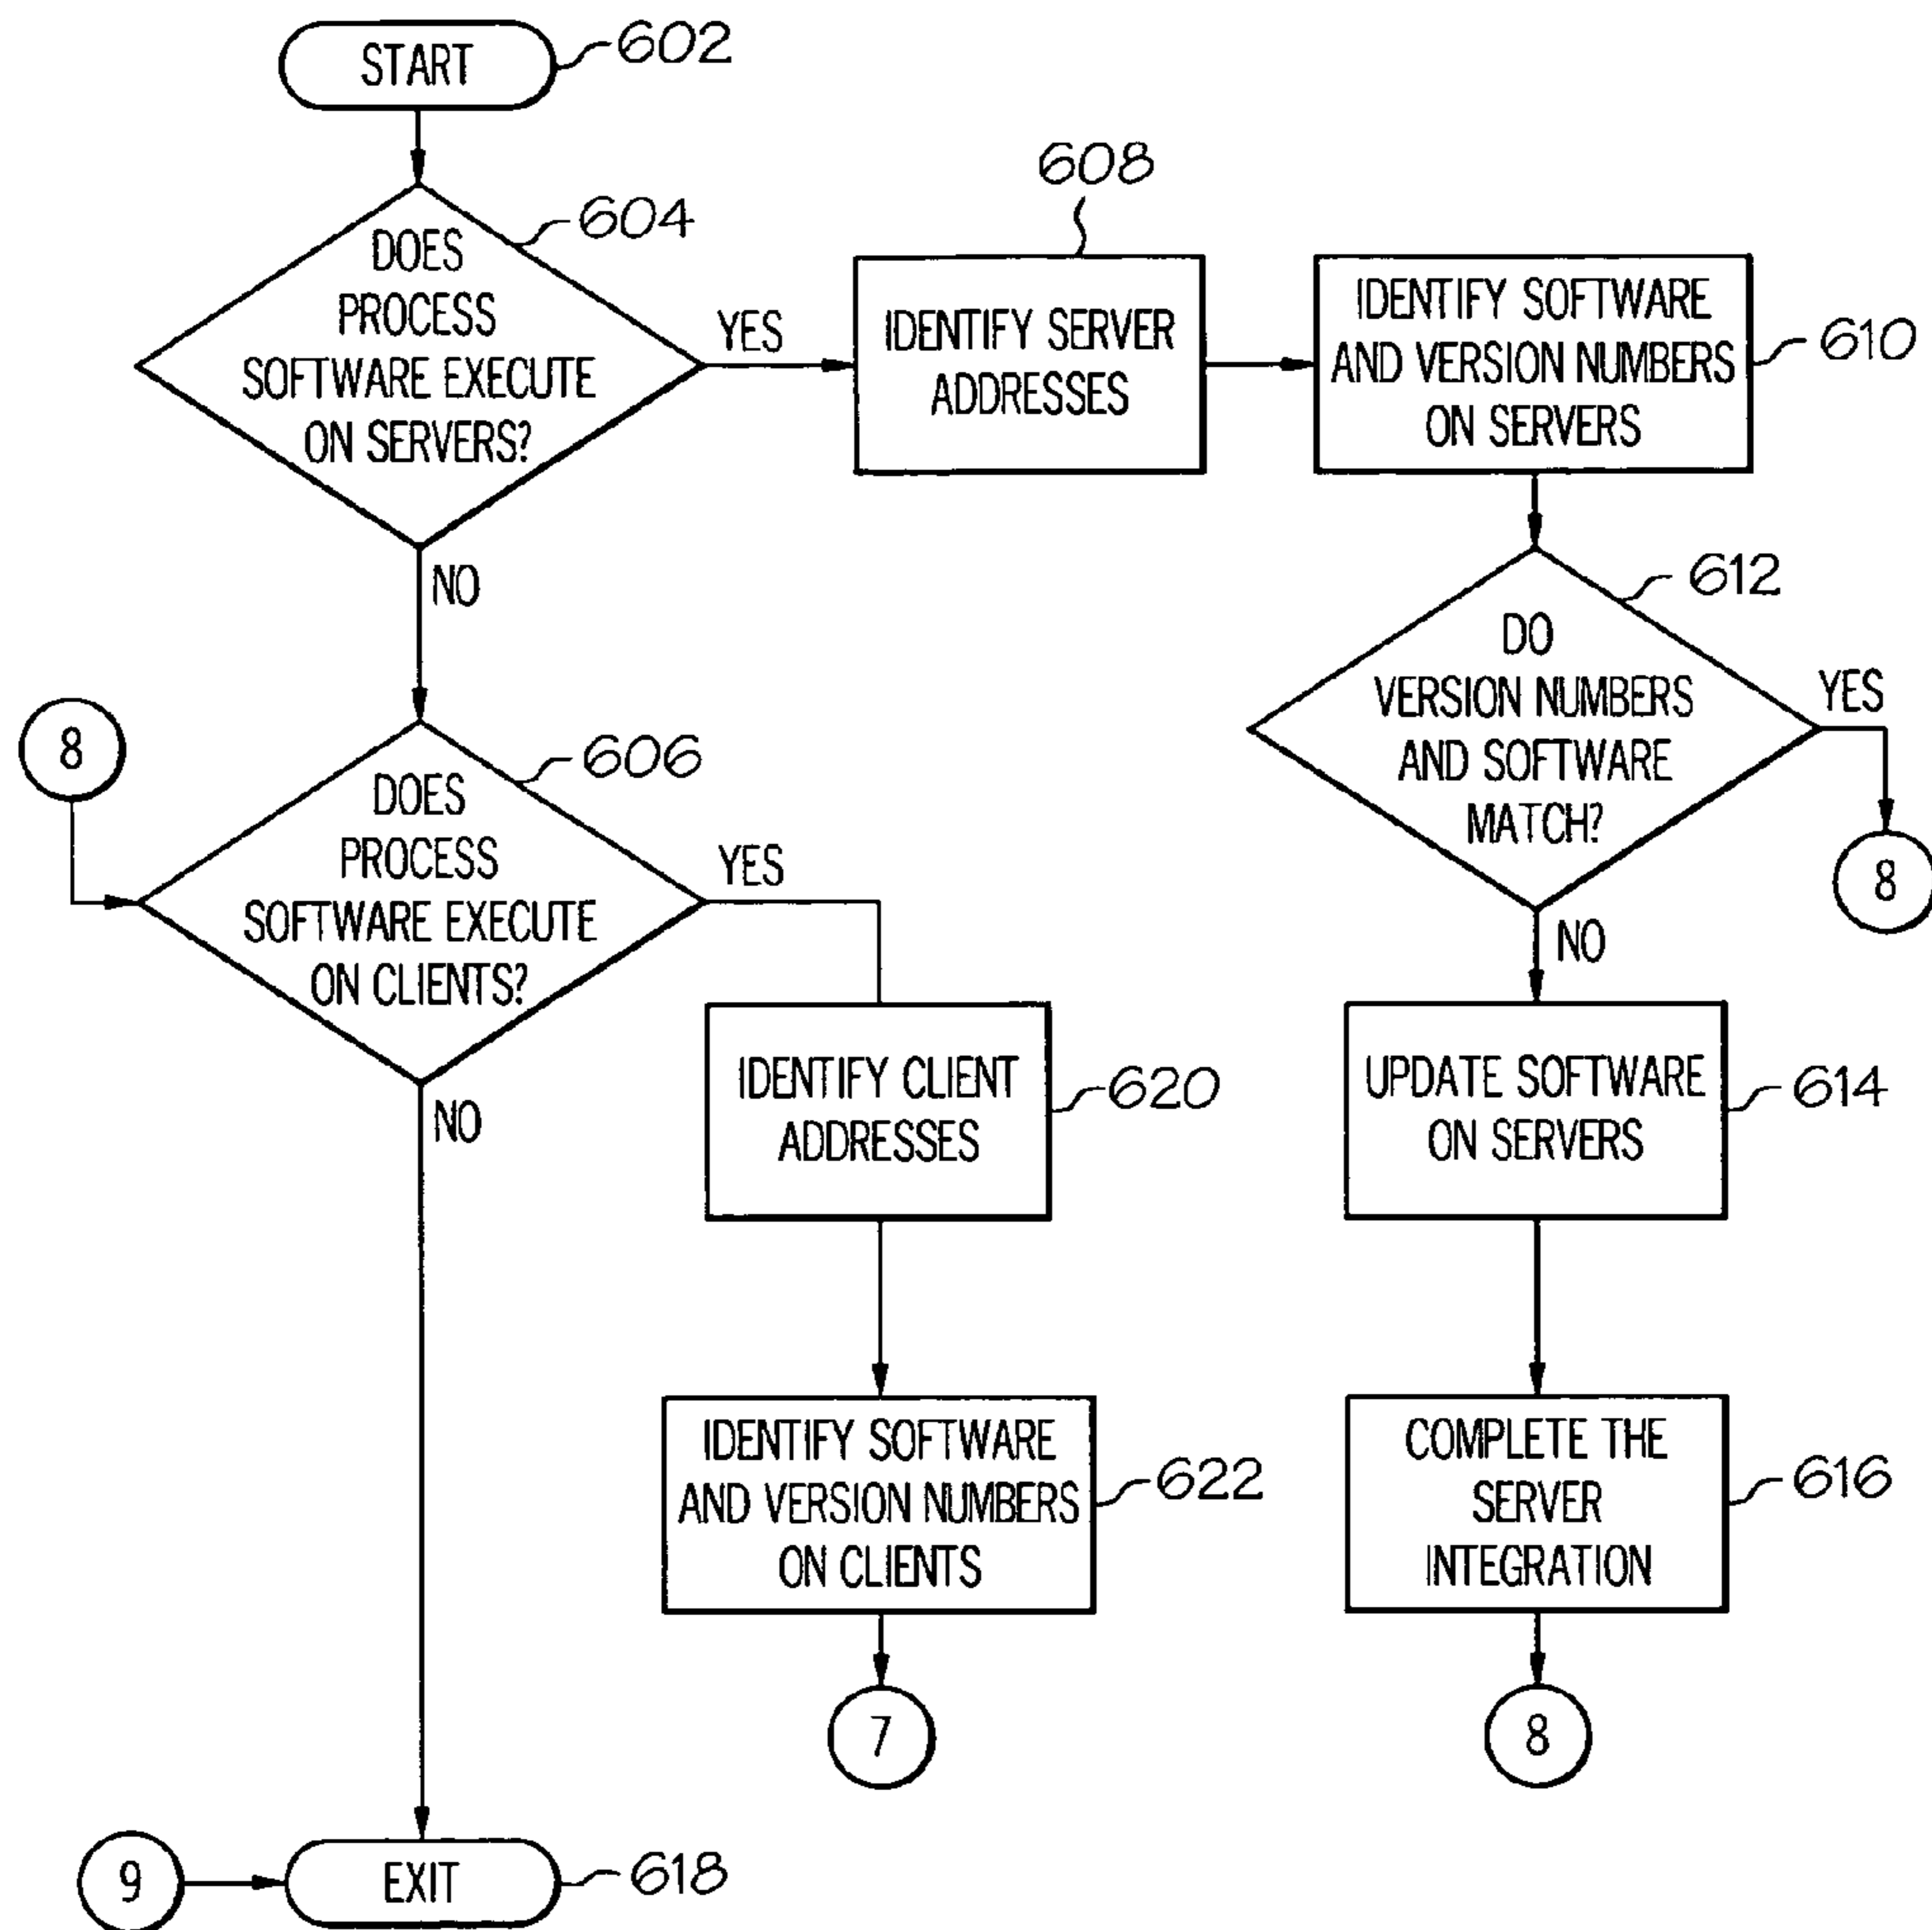 START
602
DOES
PROCESS
SOFTWARE EXECUTE
ON SERVERS?
604
YES
NO
608
IDENTIFY SERVER
ADDRESSES
IDENTIFY SOFTWARE
AND VERSION NUMBERS
ON SERVERS
610
DO
VERSION NUMBERS
AND SOFTWARE
MATCH?
612
YES
8
NO
8
DOES
PROCESS
SOFTWARE EXECUTE
ON CLIENTS?
606
YES
NO
IDENTIFY CLIENT
ADDRESSES
620
UPDATE SOFTWARE
ON SERVERS
614
IDENTIFY SOFTWARE
AND VERSION NUMBERS
ON CLIENTS
622
COMPLETE THE
SERVER
INTEGRATION
616
7
8
9
EXIT
618